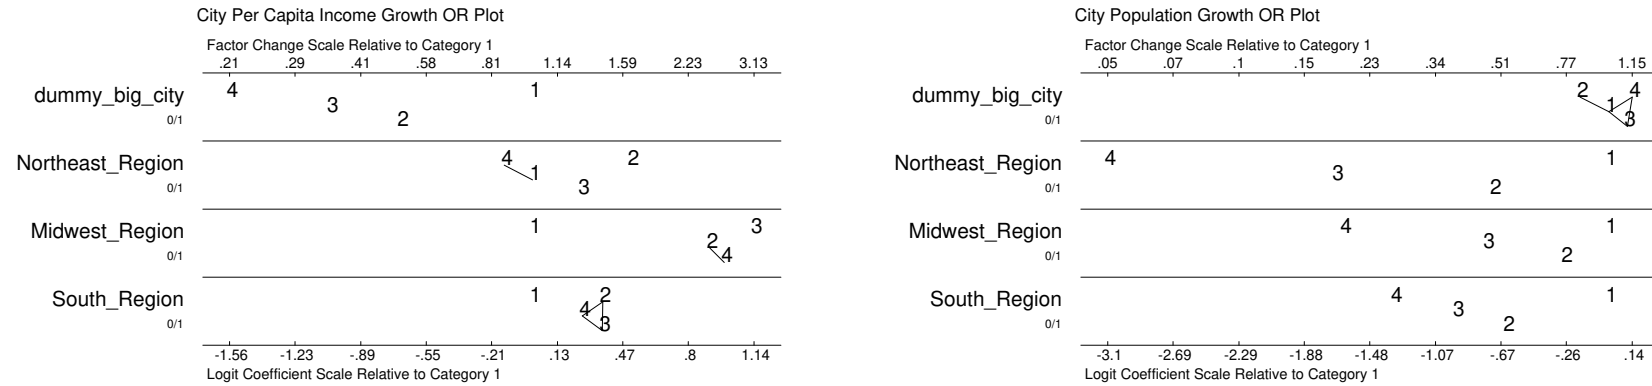 City Per Capita Income Growth OR Plot
Factor Change Scale Relative to Category 1
.21 .29 .41 .58 .81 1.14 1.59 2.23 3.13
dummy_big_city
0/1
4 1
3
2
Northeast_Region
0/1
4 2
1
3
Midwest_Region
0/1
1 3
2
4
South_Region
0/1
1 2
4
3
-1.56 -1.23 -.89 -.55 -.21 .13 .47 .8 1.14
Logit Coefficient Scale Relative to Category 1
City Population Growth OR Plot
Factor Change Scale Relative to Category 1
.05 .07 .1 .15 .23 .34 .51 .77 1.15
dummy_big_city
0/1
2 4
1
3
Northeast_Region
0/1
4 1
3
2
Midwest_Region
0/1
4 1
3
2
South_Region
0/1
4 1
3
2
-3.1 -2.69 -2.29 -1.88 -1.48 -1.07 -.67 -.26 .14
Logit Coefficient Scale Relative to Category 1